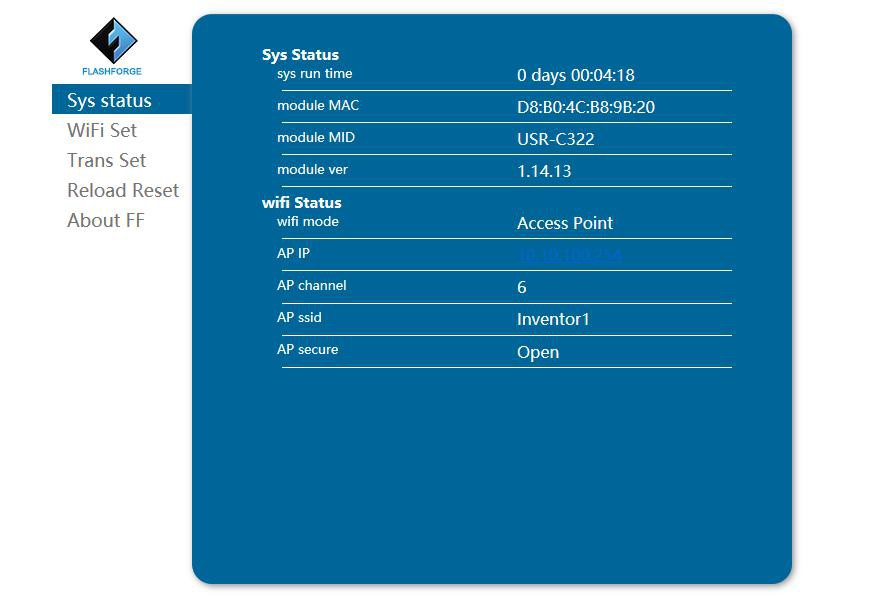 FLASHFORGE
Sys status
WiFi Set
Trans Set
Reload Reset
About FF
Sys Status
sys run time 0 days 00:04:18
module MAC D8:B0:4C:B8:9B:20
module MID USR-C322
module ver 1.14.13
wifi Status
wifi mode Access Point
AP IP 10.10.100.254
AP channel 6
AP ssid Inventor1
AP secure Open